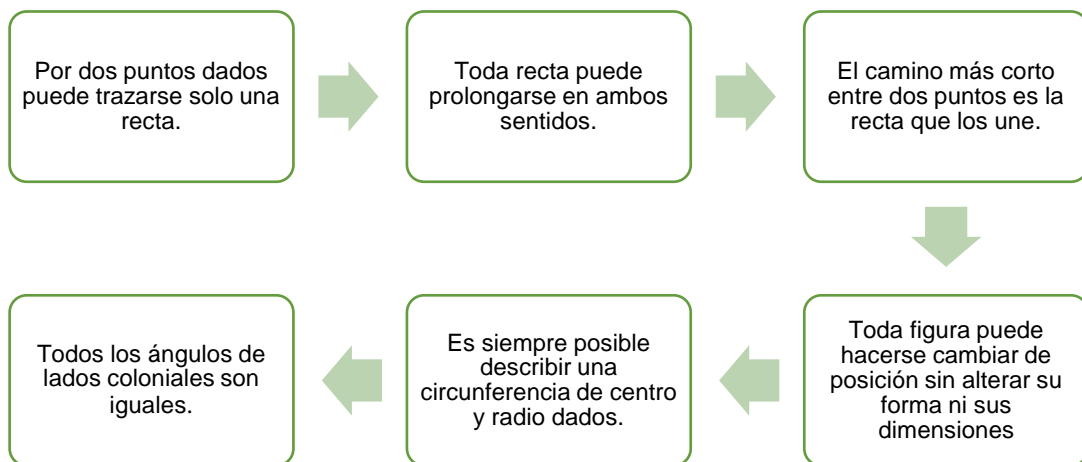 Por dos puntos dados
puede trazarse solo una
recta.
Toda recta puede
prolongarse en ambos
sentidos.
El camino más corto
entre dos puntos es la
recta que los une.
Toda figura puede
hacerse cambiar de
posición sin alterar su
forma ni sus
dimensiones
Es siempre posible
describir una
circunferencia de centro
y radio dados.
Todos los ángulos de
lados coloniales son
iguales.